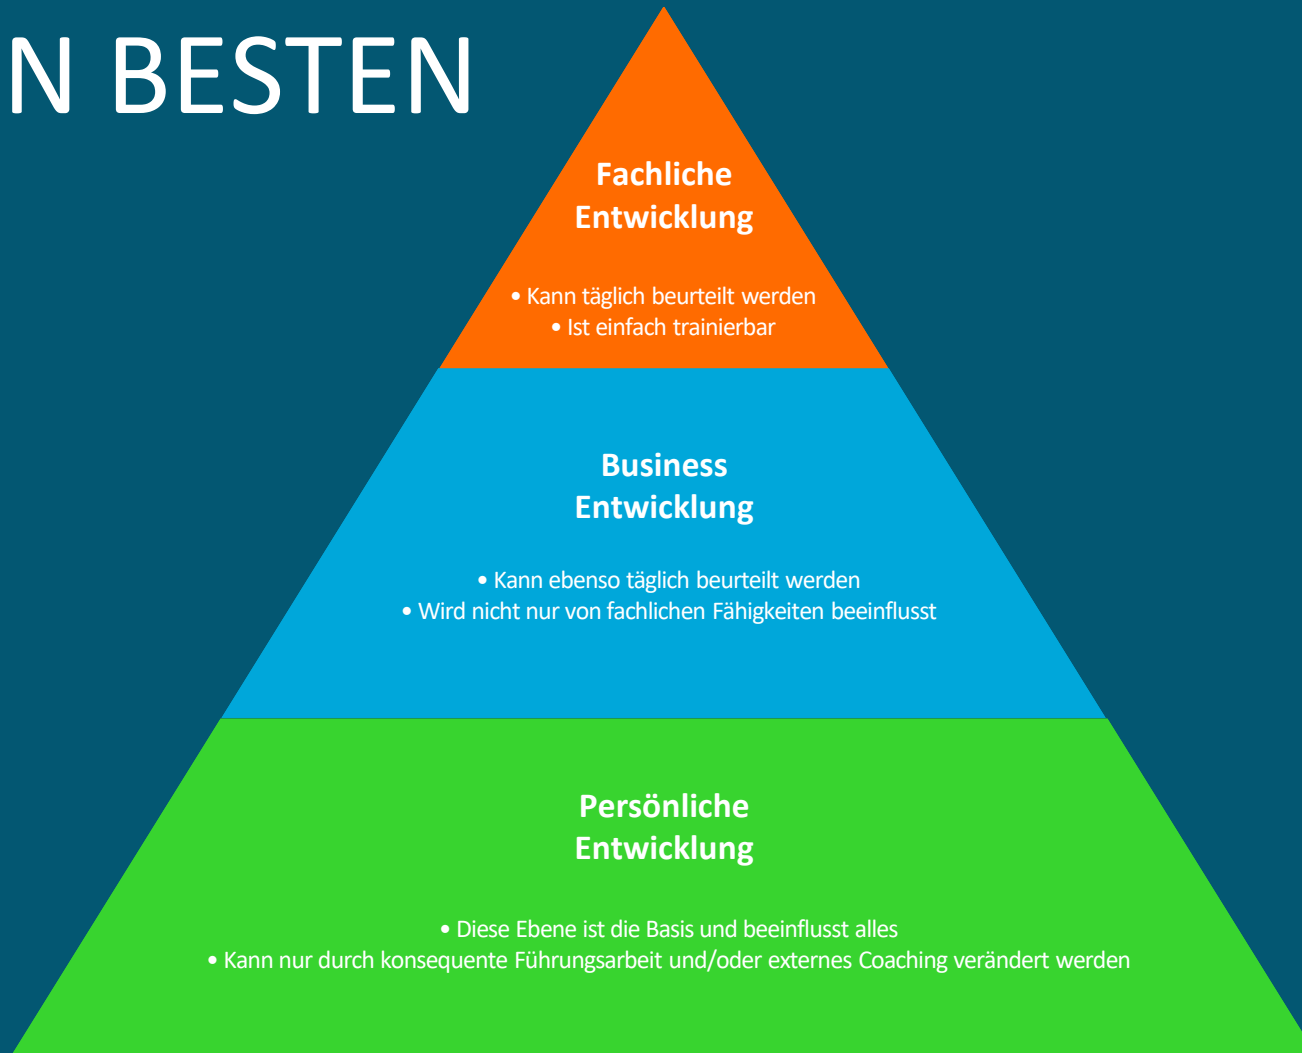 N BESTEN
Fachliche
Entwicklung
• Kann täglich beurteilt werden
• Ist einfach trainierbar
Business
Entwicklung
• Kann ebenso täglich beurteilt werden
• Wird nicht nur von fachlichen Fähigkeiten beeinflusst
Persönliche
Entwicklung
• Diese Ebene ist die Basis und beeinflusst alles
• Kann nur durch konsequente Führungsarbeit und/oder externes Coaching verändert werden